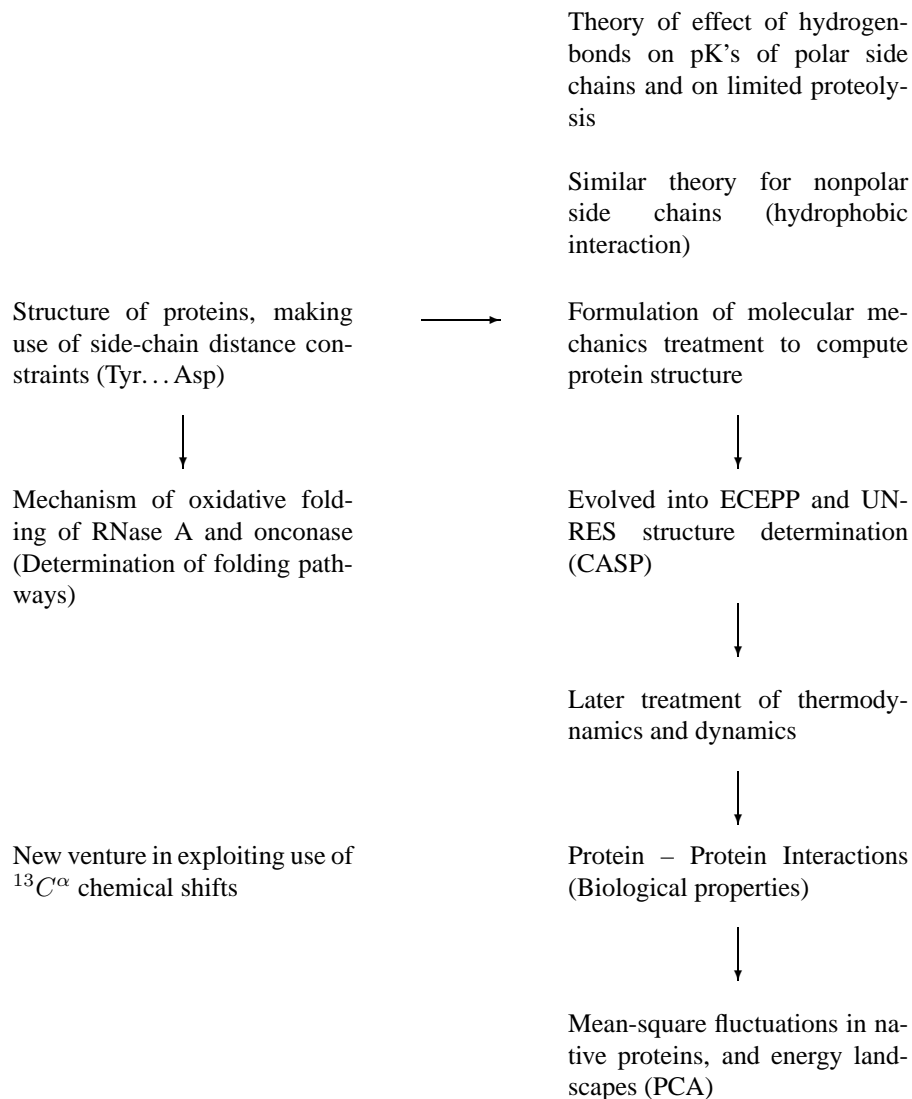 Theory of effect of hydrogen-
bonds on pK's of polar side
chains and on limited proteoly-
sis
Similar theory for nonpolar
side chains (hydrophobic
interaction)
Structure of proteins, making
use of side-chain distance con-
straints (Tyr... Asp)
Formulation of molecular me-
chanics treatment to compute
protein structure
Mechanism of oxidative fold-
ing of RNase A and onconase
(Determination of folding path-
ways)
Evolved into ECEPP and UN-
RES structure determination
(CASP)
Later treatment of thermody-
namics and dynamics
New venture in exploiting use of
¹³Cᵅ chemical shifts
Protein – Protein Interactions
(Biological properties)
Mean-square fluctuations in na-
tive proteins, and energy land-
scapes (PCA)